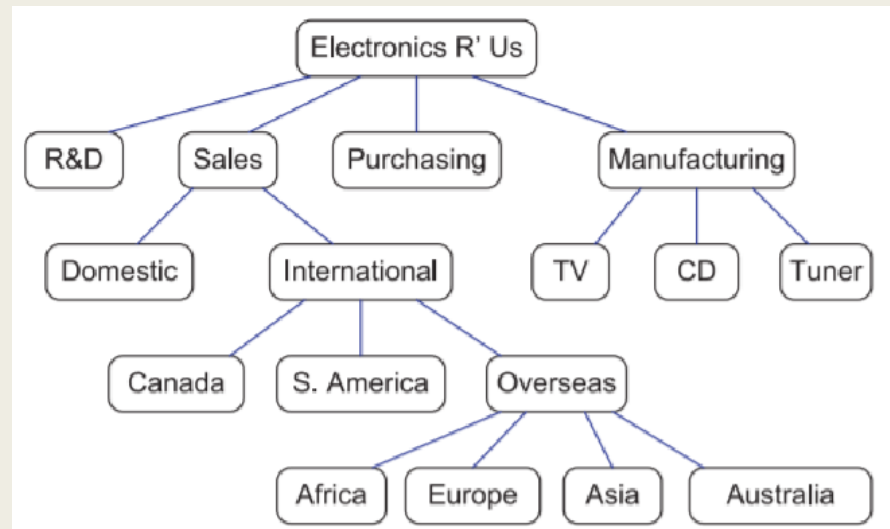 Electronics R' Us
R&D Sales Purchasing Manufacturing
Domestic International TV CD Tuner
Canada S. America Overseas
Africa Europe Asia Australia